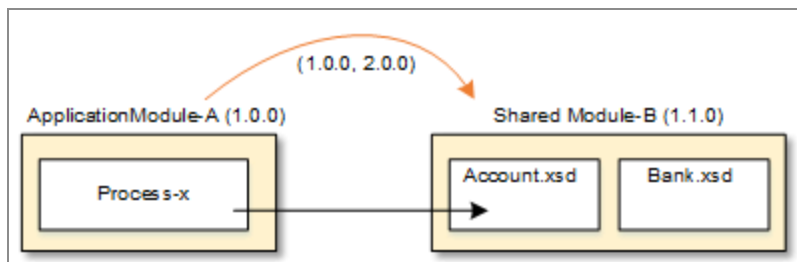 (1.0.0, 2.0.0)
ApplicationModule-A (1.0.0)
Shared Module-B (1.1.0)
Process-x
Account.xsd
Bank.xsd